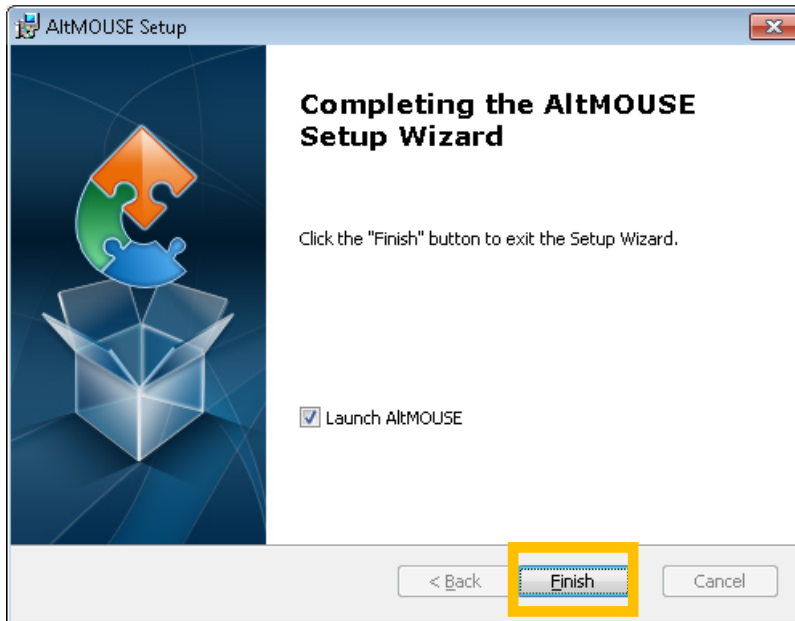 AltMOUSE Setup
Completing the AltMOUSE
Setup Wizard
Click the "Finish" button to exit the Setup Wizard.
Launch AltMOUSE
< Back
Finish
Cancel